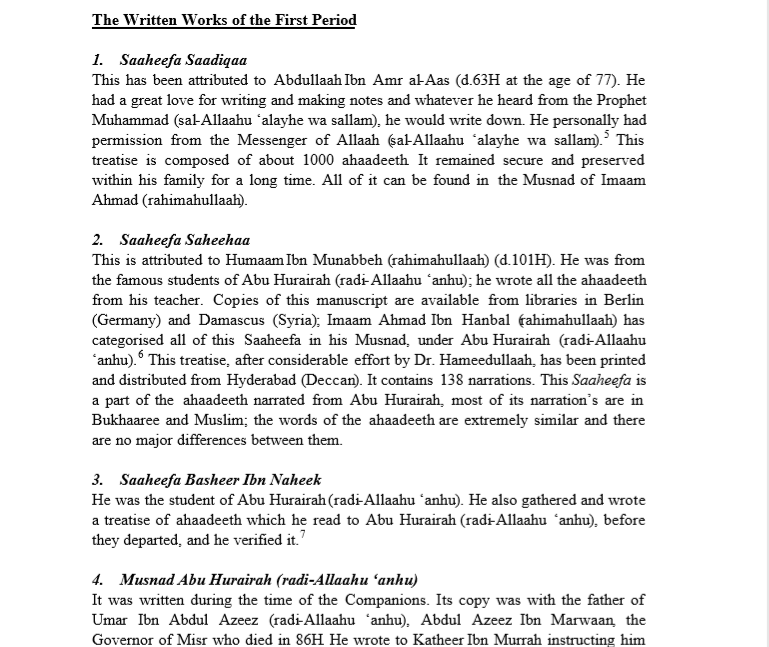 The Written Works of the First Period
1. Saaheefa Saadiqaa
This has been attributed to Abdullaah Ibn Amr al-Aas (d.63H at the age of 77). He
had a great love for writing and making notes and whatever he heard from the Prophet
Muhammad (sal-Allaahu ‘alayhe wa sallam), he would write down. He personally had
permission from the Messenger of Allaah (sal-Allaahu ‘alayhe wa sallam).5 This
treatise is composed of about 1000 ahaadeeth. It remained secure and preserved
within his family for a long time. All of it can be found in the Musnad of Imaam
Ahmad (rahimahullaah).
2. Saaheefa Saheehaa
This is attributed to Humaam Ibn Munabbeh (rahimahullaah) (d.101H). He was from
the famous students of Abu Hurairah (radi-Allaahu ‘anhu); he wrote all the ahaadeeth
from his teacher. Copies of this manuscript are available from libraries in Berlin
(Germany) and Damascus (Syria); Imaam Ahmad Ibn Hanbal (rahimahullaah) has
categorised all of this Saaheefa in his Musnad, under Abu Hurairah (radi-Allaahu
‘anhu).6 This treatise, after considerable effort by Dr. Hameedullaah, has been printed
and distributed from Hyderabad (Deccan). It contains 138 narrations. This Saaheefa is
a part of the ahaadeeth narrated from Abu Hurairah, most of its narration’s are in
Bukhaaree and Muslim; the words of the ahaadeeth are extremely similar and there
are no major differences between them.
3. Saaheefa Basheer Ibn Naheek
He was the student of Abu Hurairah (radi-Allaahu ‘anhu). He also gathered and wrote
a treatise of ahaadeeth which he read to Abu Hurairah (radi-Allaahu ‘anhu), before
they departed, and he verified it.7
4. Musnad Abu Hurairah (radi-Allaahu ‘anhu)
It was written during the time of the Companions. Its copy was with the father of
Umar Ibn Abdul Azeez (radi-Allaahu ‘anhu), Abdul Azeez Ibn Marwaan, the
Governor of Misr who died in 86H. He wrote to Katheer Ibn Murrah instructing him